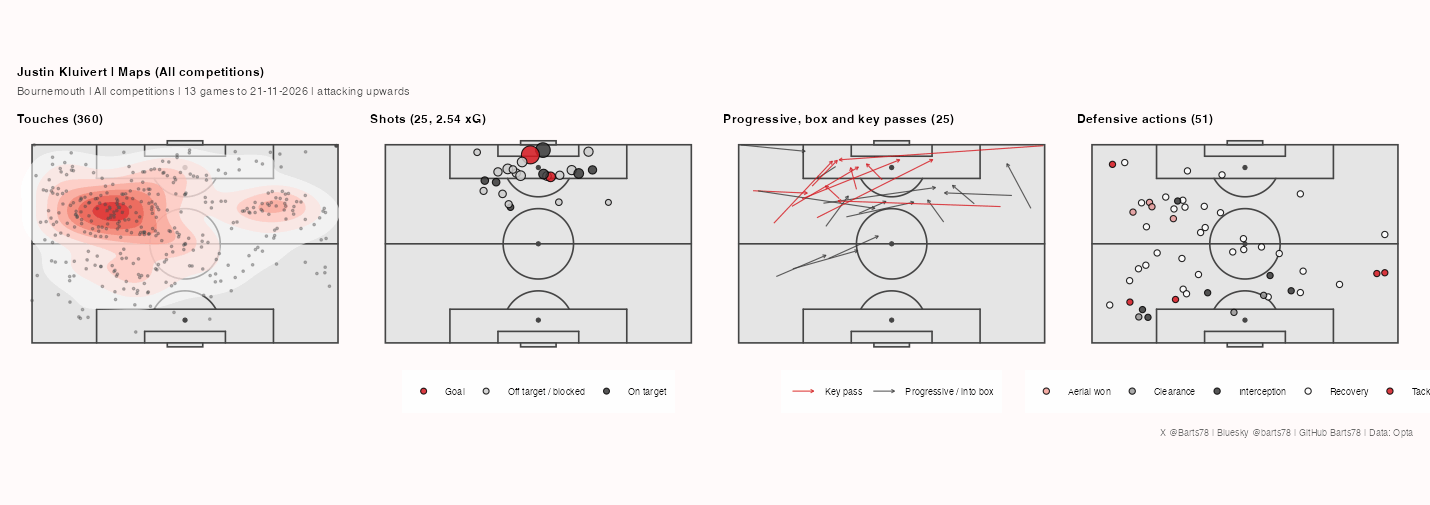 Justin Kluivert | Maps (All competitions)
Bournemouth | All competitions | 13 games to 21-11-2026 | attacking upwards
Touches (360)
Shots (25, 2.54 xG)
Progressive, box and key passes (25)
Defensive actions (51)
Goal
Off target / blocked
On target
Key pass
Progressive / into box
Aerial won
Clearance
Interception
Recovery
Tack
X @Barts78 | Bluesky @barts78 | GitHub Barts78 | Data: Opta